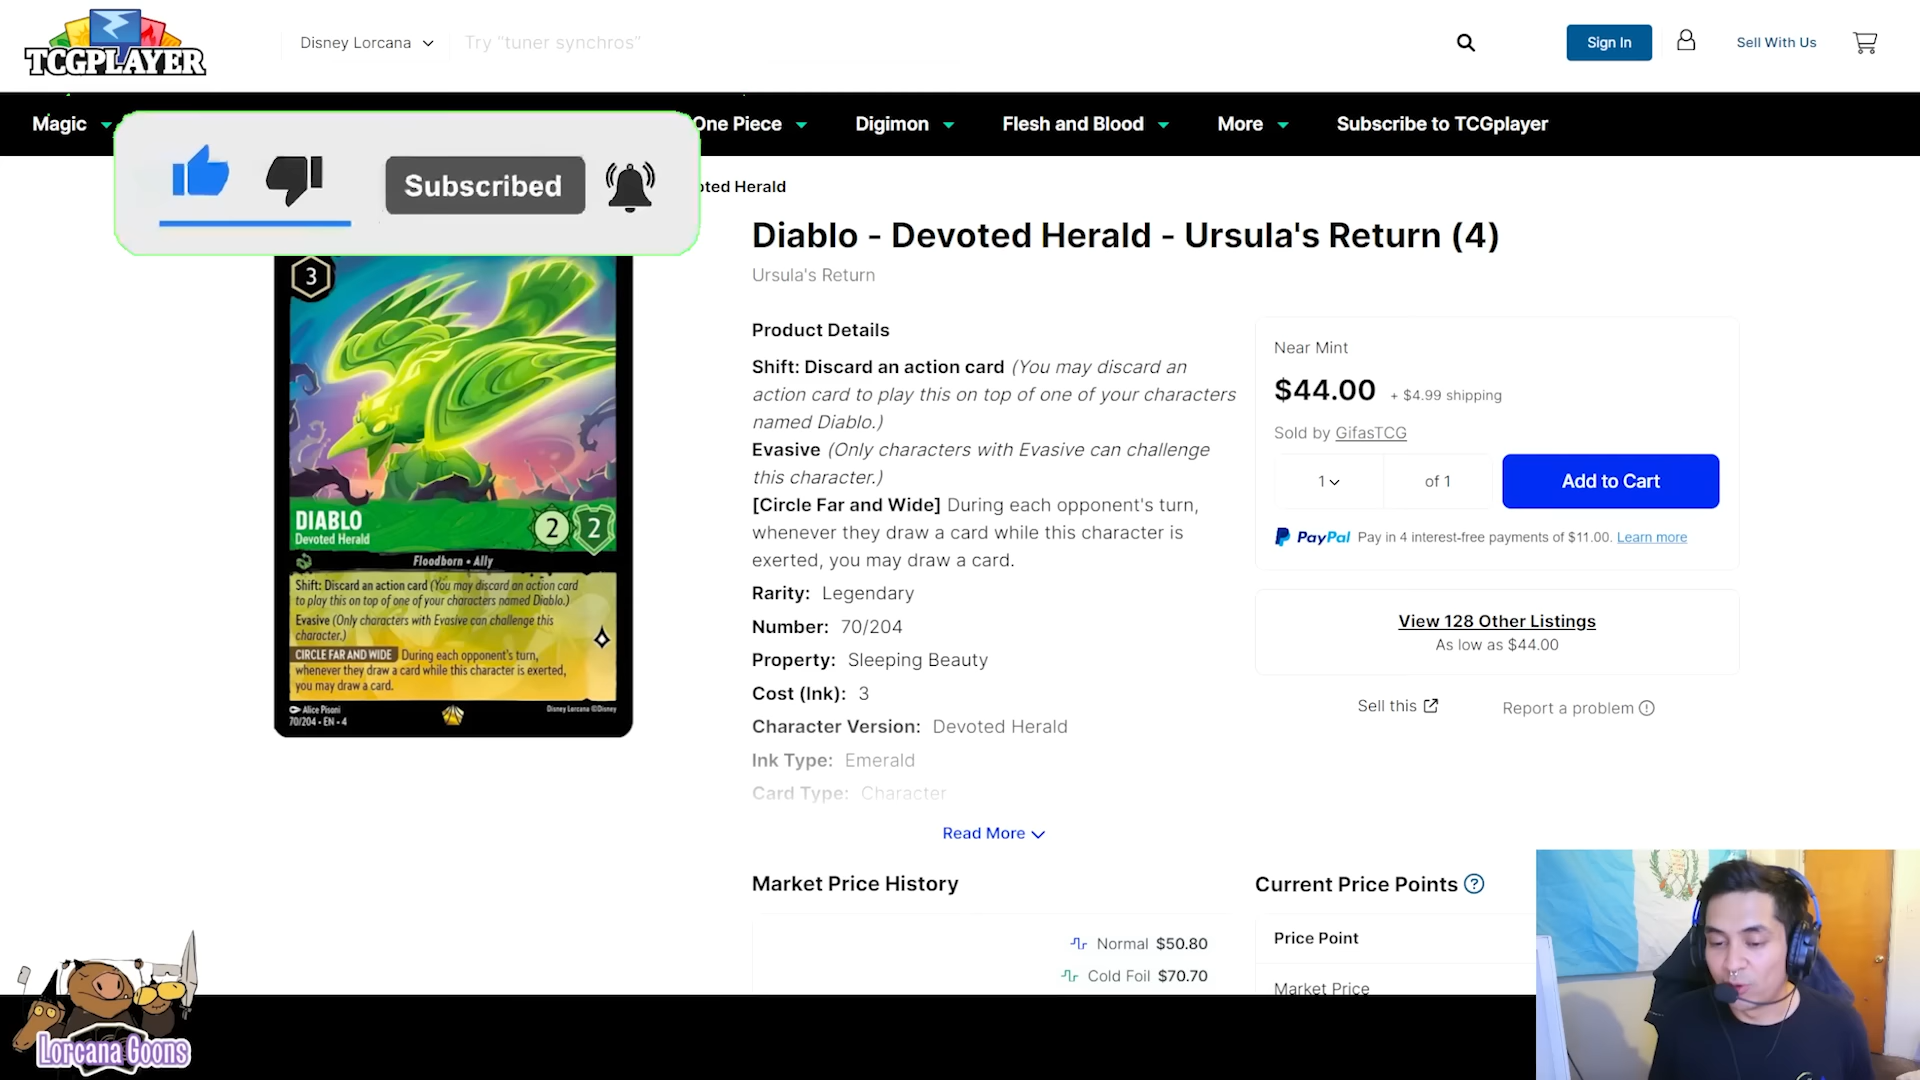 TCGPLAYER
Disney Lorcana
Try "tuner synchros"
Sign In
Sell With Us
Magic
One Piece
Digimon
Flesh and Blood
More
Subscribe to TCGplayer
Subscribed
oted Herald
Diablo - Devoted Herald - Ursula's Return (4)
Ursula's Return
3
DIABLO
Devoted Herald
2
2
Floodborn • Ally
Shift: Discard an action card (You may discard an action card
to play this on top of one of your characters named Diablo.)
Evasive (Only characters with Evasive can challenge this
character.)
CIRCLE FAR AND WIDE During each opponent's turn,
whenever they draw a card while this character is exerted,
you may draw a card.
Alice Pisoni
70/204 • EN • 4
Disney Lorcana ©Disney
Product Details
Shift: Discard an action card (You may discard an
action card to play this on top of one of your characters
named Diablo.)
Evasive (Only characters with Evasive can challenge
this character.)
[Circle Far and Wide] During each opponent's turn,
whenever they draw a card while this character is
exerted, you may draw a card.
Rarity: Legendary
Number: 70/204
Property: Sleeping Beauty
Cost (Ink): 3
Character Version: Devoted Herald
Ink Type: Emerald
Card Type: Character
Read More
Near Mint
$44.00 + $4.99 shipping
Sold by GifasTCG
1
of 1
Add to Cart
PayPal Pay in 4 interest-free payments of $11.00. Learn more
View 128 Other Listings
As low as $44.00
Sell this
Report a problem
Market Price History
Normal $50.80
Cold Foil $70.70
Current Price Points
Price Point
Market Price
Lorcana Goons